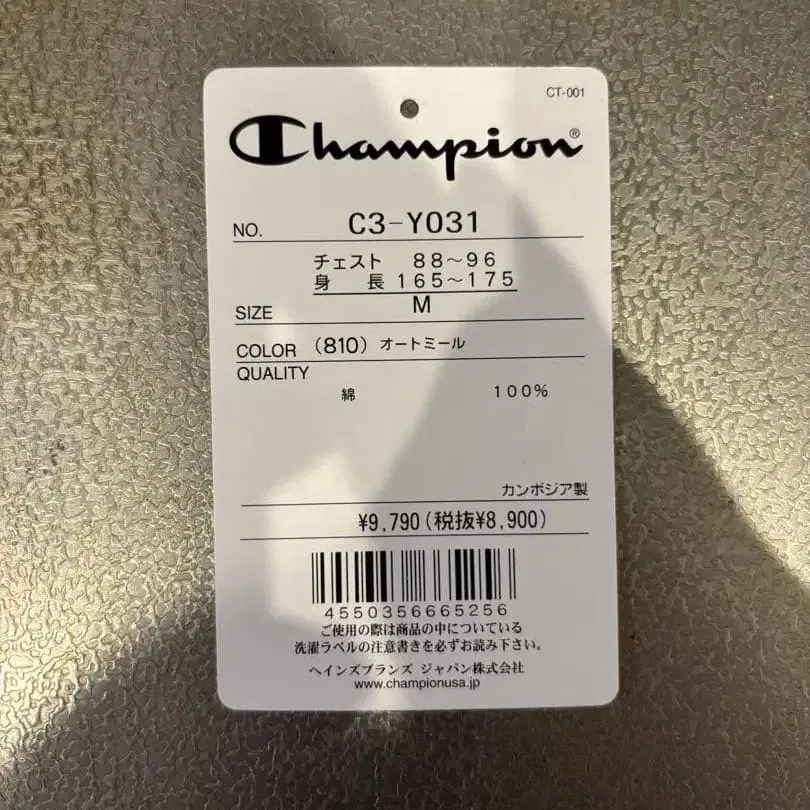 CT-001
Champion®
NO. C3-Y031
チェスト 88～96
身長 165～175
SIZE M
COLOR (810) オートミール
QUALITY
綿 100%
カンボジア製
¥9,790(税抜¥8,900)
4550356665256
ご使用の際は商品の中についている
洗濯ラベルの注意書きを必ずお読み下さい。
ヘインズブランズ ジャパン株式会社
www.championusa.jp